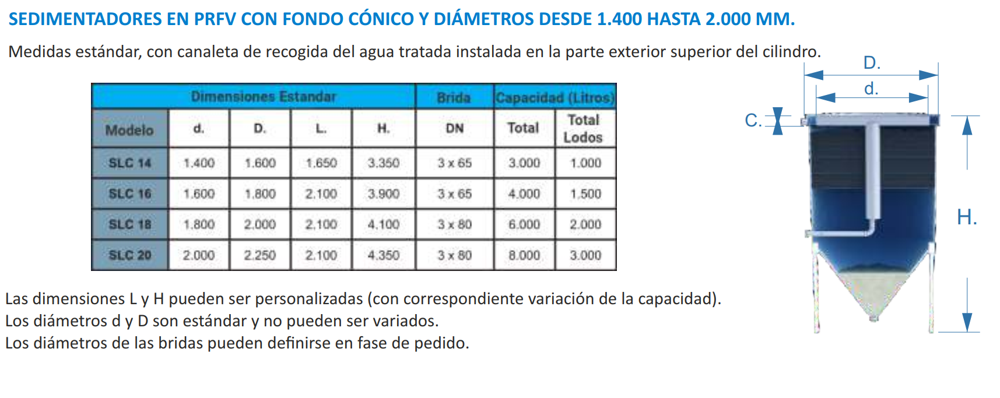 SEDIMENTADORES EN PRFV CON FONDO CÓNICO Y DIÁMETROS DESDE 1.400 HASTA 2.000 MM.
Medidas estándar, con canaleta de recogida del agua tratada instalada en la parte exterior superior del cilindro.
Dimensiones Estandar Brida Capacidad (Litros)
Modelo d. D. L. H. DN Total Total Lodos
SLC 14 1.400 1.600 1.650 3.350 3 x 65 3.000 1.000
SLC 16 1.600 1.800 2.100 3.900 3 x 65 4.000 1.500
SLC 18 1.800 2.000 2.100 4.100 3 x 80 6.000 2.000
SLC 20 2.000 2.250 2.100 4.350 3 x 80 8.000 3.000
D.
d.
C.
H.
Las dimensiones L y H pueden ser personalizadas (con correspondiente variación de la capacidad).
Los diámetros d y D son estándar y no pueden ser variados.
Los diámetros de las bridas pueden definirse en fase de pedido.